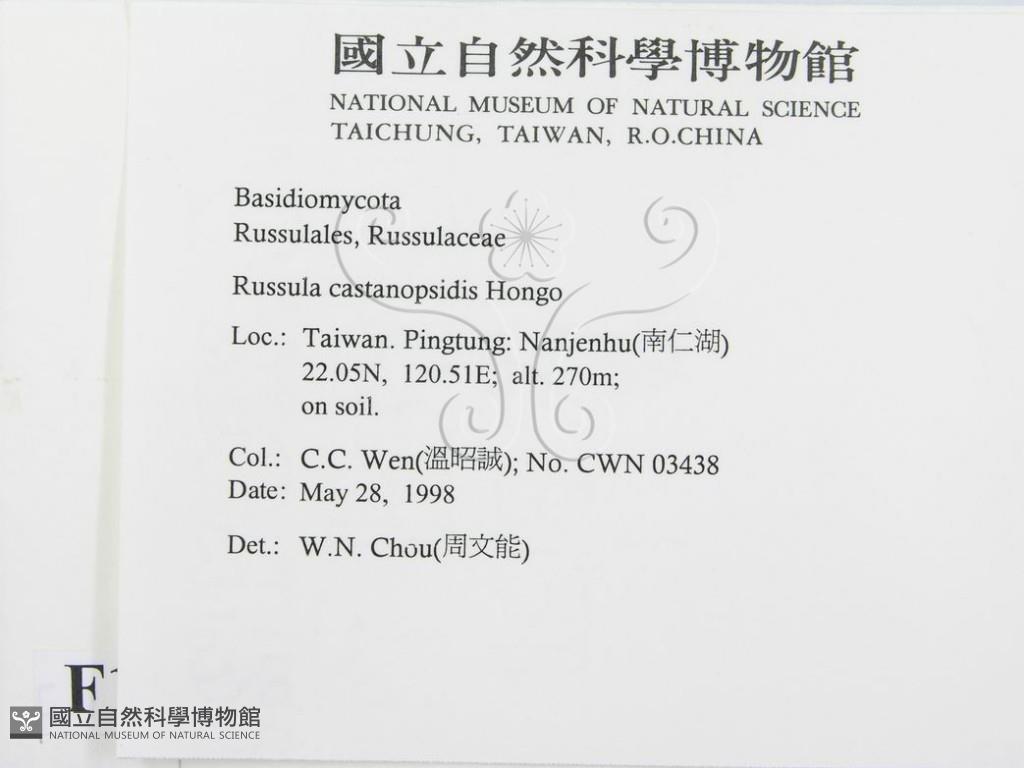 國立自然科學博物館
NATIONAL MUSEUM OF NATURAL SCIENCE
TAICHUNG, TAIWAN, R.O.CHINA
Basidiomycota
Russulales, Russulaceae
Russula castanopsidis Hongo
Loc.: Taiwan. Pingtung: Nanjenhu(南仁湖)
22.05N, 120.51E; alt. 270m;
on soil.
Col.: C.C. Wen(溫昭誠); No. CWN 03438
Date: May 28, 1998
Det.: W.N. Chou(周文能)
F
國立自然科學博物館
NATIONAL MUSEUM OF NATURAL SCIENCE